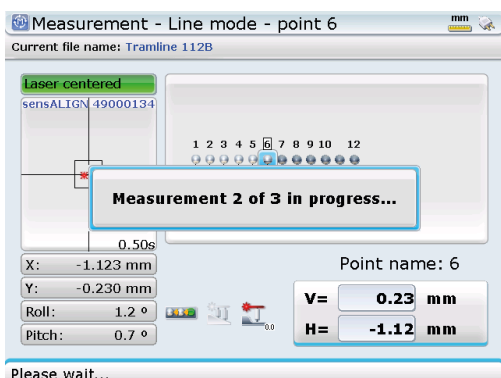 Measurement - Line mode - point 6
mm
Current file name: Tramline 112B
Laser centered
sensALIGN 49000134
1 2 3 4 5 6 7 8 9 10 12
Measurement 2 of 3 in progress...
0.50s
X: -1.123 mm
Y: -0.230 mm
Roll: 1.2 º
Pitch: 0.7 º
0.0
Point name: 6
V= 0.23 mm
H= -1.12 mm
Please wait...